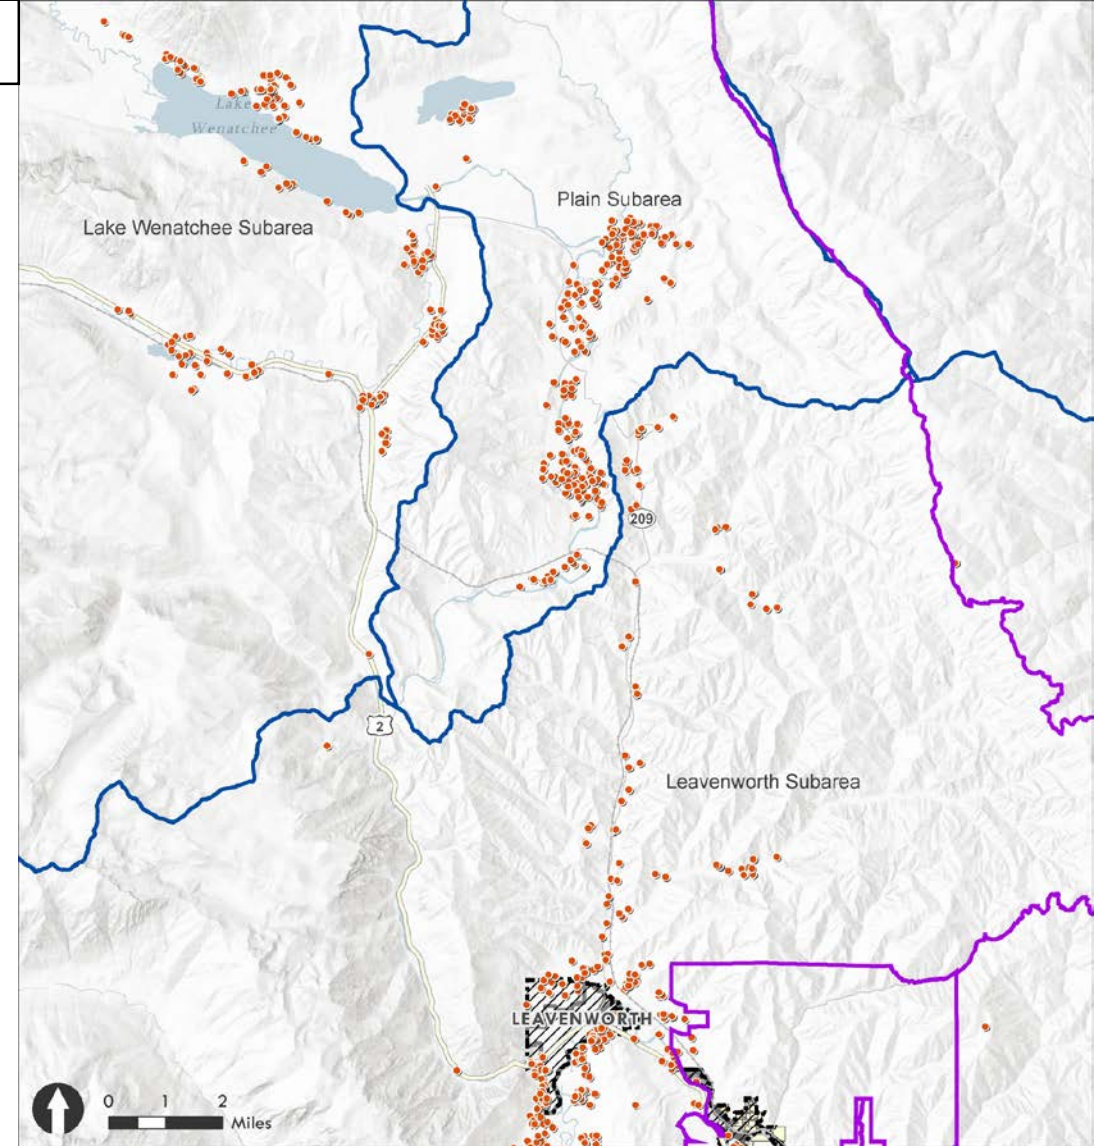 Lake
Wenatchee
Plain Subarea
Lake Wenatchee Subarea
209
2
Leavenworth Subarea
LEAVENWORTH
0 1 2
Miles